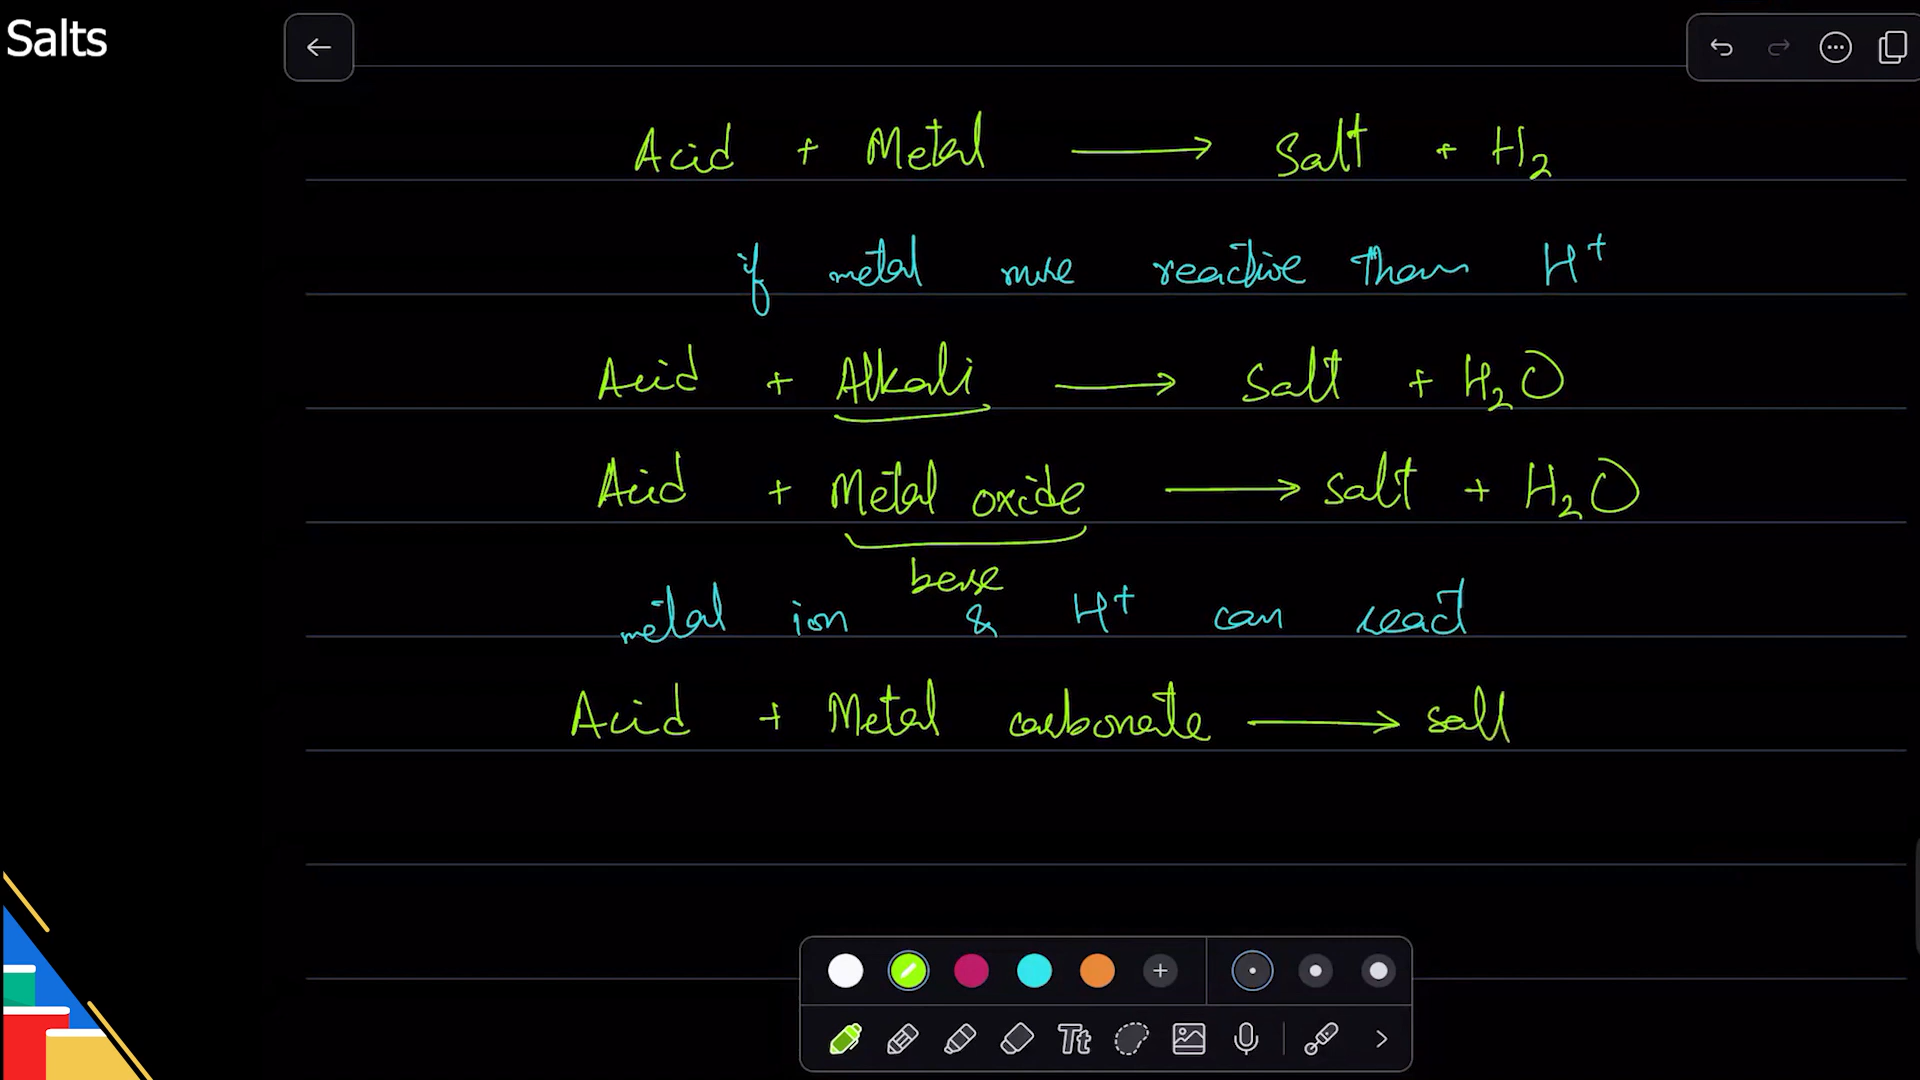 Salts
Acid + Metal → Salt + H₂
if metal more reactive than H⁺
Acid + Alkali → Salt + H₂O
Acid + Metal oxide → salt + H₂O
base
metal ion & H⁺ can react
Acid + Metal carbonate → salt
Tt